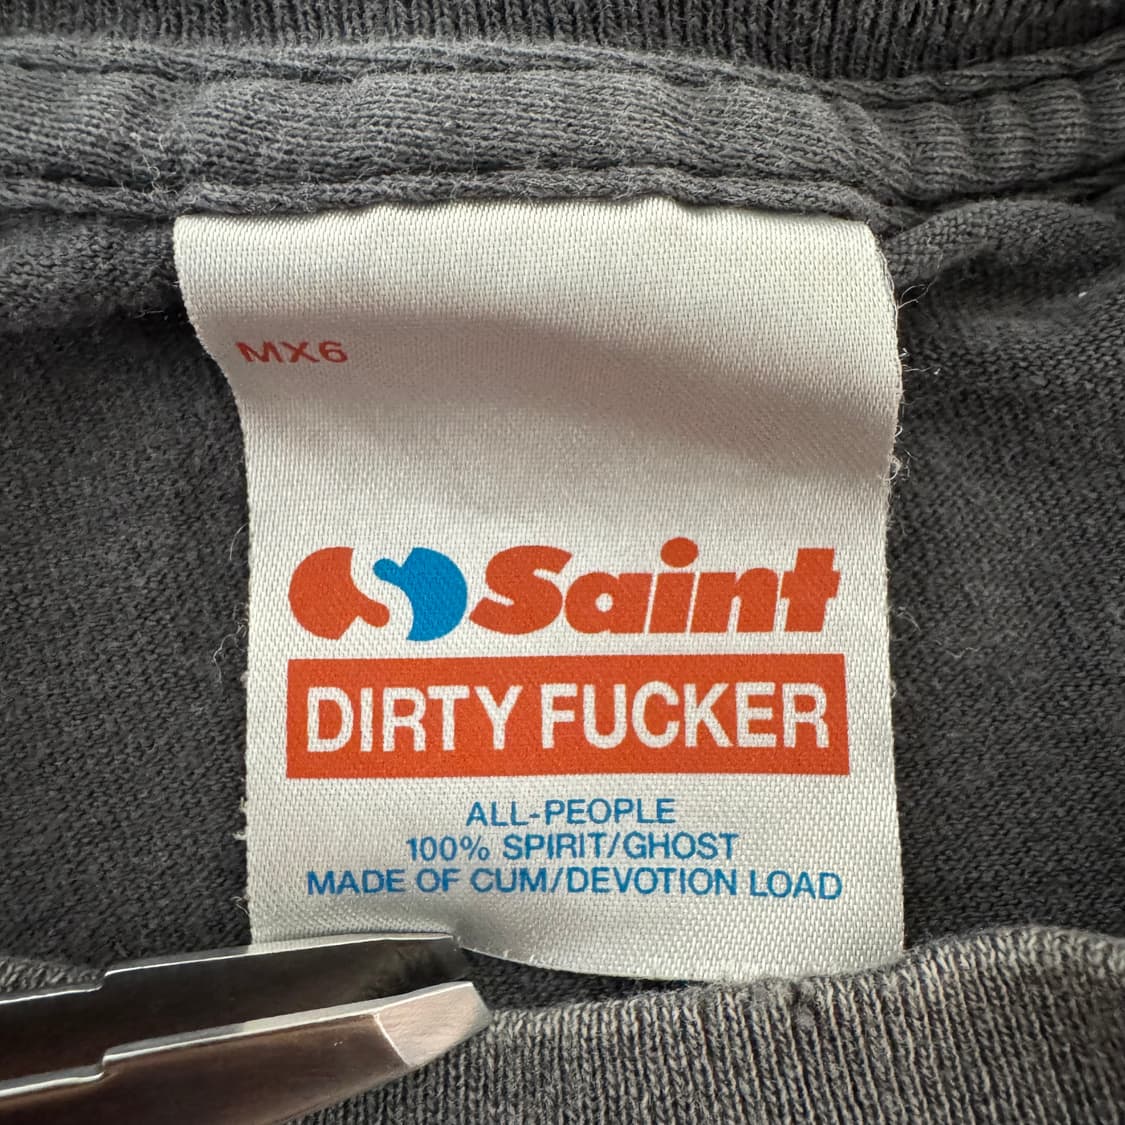 MX6
Saint
DIRTY FUCKER
ALL-PEOPLE
100% SPIRIT/GHOST
MADE OF CUM/DEVOTION LOAD